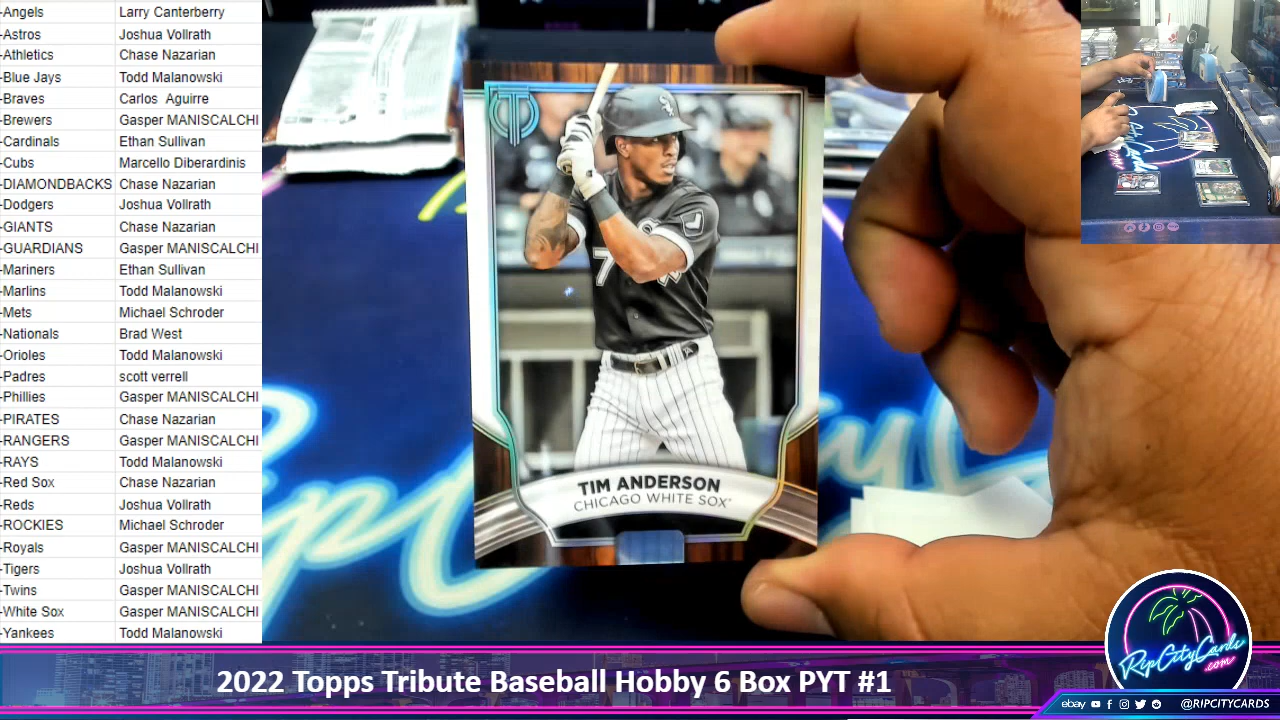 -Angels Larry Canterberry
-Astros Joshua Vollrath
-Athletics Chase Nazarian
-Blue Jays Todd Malanowski
-Braves Carlos Aguirre
-Brewers Gasper MANISCALCHI
-Cardinals Ethan Sullivan
-Cubs Marcello Diberardinis
-DIAMONDBACKS Chase Nazarian
-Dodgers Joshua Vollrath
-GIANTS Chase Nazarian
-GUARDIANS Gasper MANISCALCHI
-Mariners Ethan Sullivan
-Marlins Todd Malanowski
-Mets Michael Schroder
-Nationals Brad West
-Orioles Todd Malanowski
-Padres scott verrell
-Phillies Gasper MANISCALCHI
-PIRATES Chase Nazarian
-RANGERS Gasper MANISCALCHI
-RAYS Todd Malanowski
-Red Sox Chase Nazarian
-Reds Joshua Vollrath
-ROCKIES Michael Schroder
-Royals Gasper MANISCALCHI
-Tigers Joshua Vollrath
-Twins Gasper MANISCALCHI
-White Sox Gasper MANISCALCHI
-Yankees Todd Malanowski
7
TIM ANDERSON
CHICAGO WHITE SOX
2022 Topps Tribute Baseball Hobby 6 Box PYT #1
RipCityCards
.com
ebay @RIPCITYCARDS